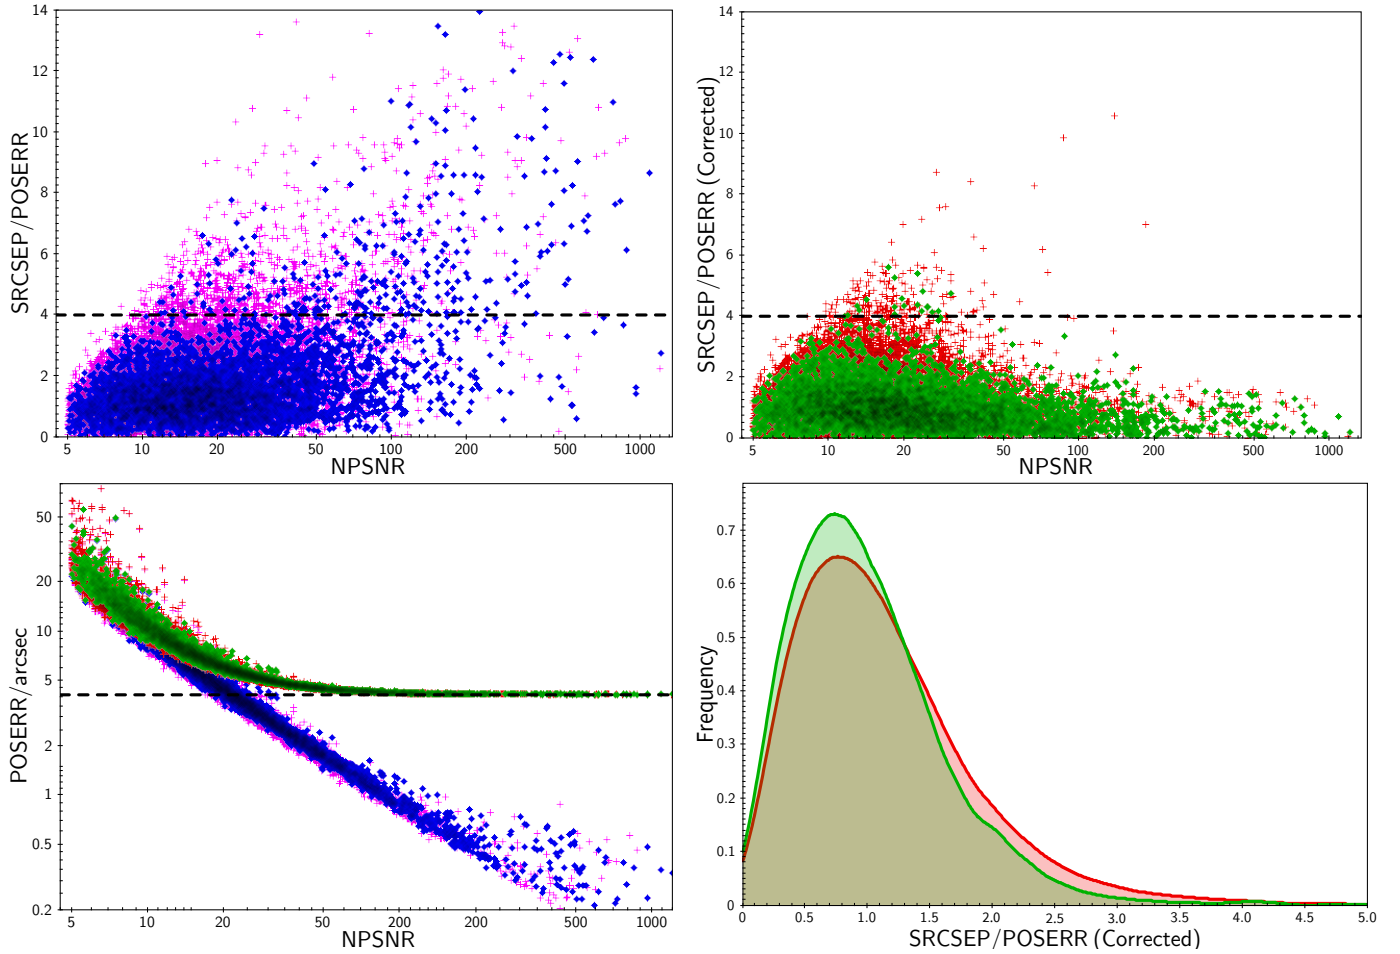 14
12
10
8
6
4
2
0
SRCSEP/POSERR
5 10 20 50 100 200 500 1000
NPSNR
14
12
10
8
6
4
2
0
SRCSEP/POSERR (Corrected)
5 10 20 50 100 200 500 1000
NPSNR
50
20
10
5
2
1
0.5
0.2
POSERR/arcsec
5 10 20 50 200 200 500 1000
NPSNR
0.7
0.6
0.5
0.4
0.3
0.2
0.1
0
Frequency
0 0.5 1.0 1.5 2.0 2.5 3.0 3.5 4.0 4.5 5.0
SRCSEP/POSERR (Corrected)